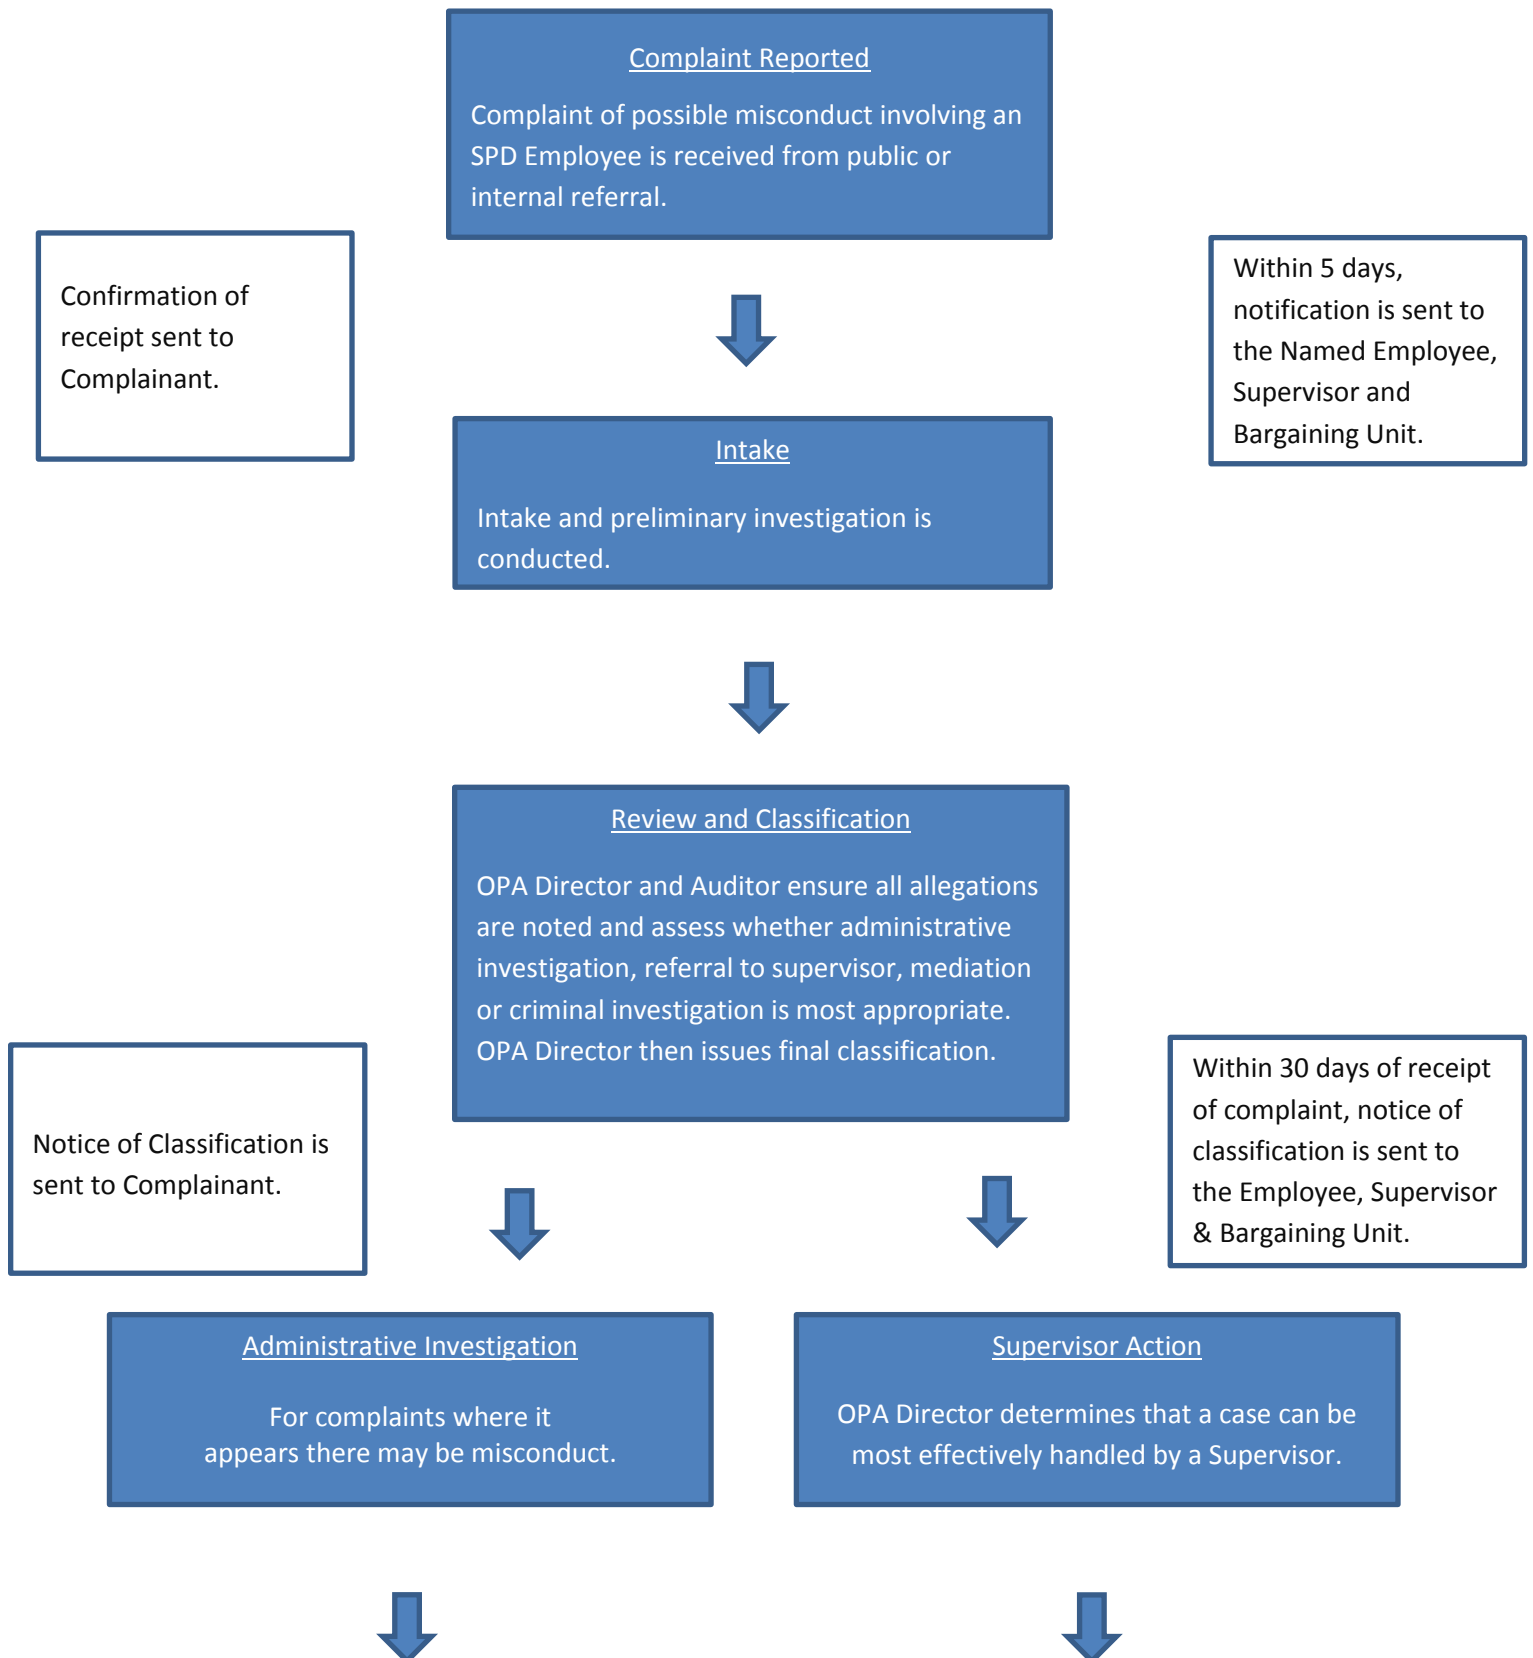 Complaint Reported
Complaint of possible misconduct involving an
SPD Employee is received from public or
internal referral.
Confirmation of
receipt sent to
Complainant.
Within 5 days,
notification is sent to
the Named Employee,
Supervisor and
Bargaining Unit.
Intake
Intake and preliminary investigation is
conducted.
Review and Classification
OPA Director and Auditor ensure all allegations
are noted and assess whether administrative
investigation, referral to supervisor, mediation
or criminal investigation is most appropriate.
OPA Director then issues final classification.
Notice of Classification is
sent to Complainant.
Within 30 days of receipt
of complaint, notice of
classification is sent to
the Employee, Supervisor
& Bargaining Unit.
Administrative Investigation
For complaints where it
appears there may be misconduct.
Supervisor Action
OPA Director determines that a case can be
most effectively handled by a Supervisor.